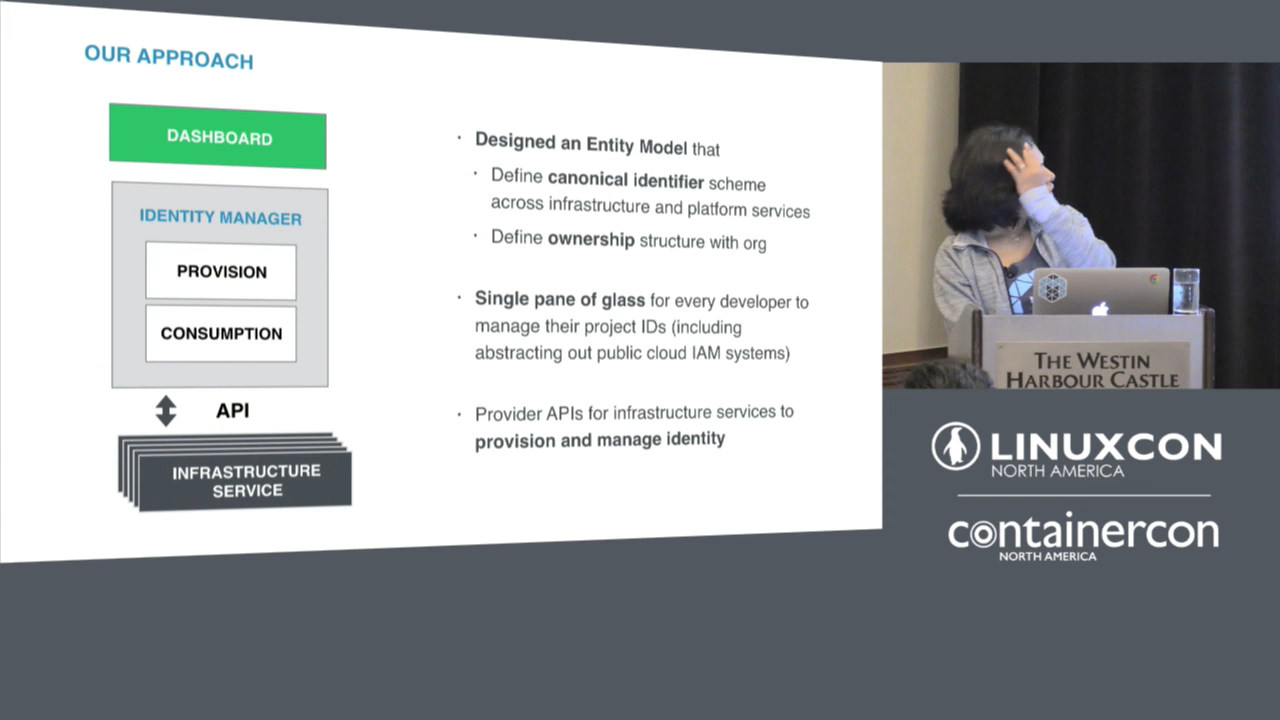 OUR APPROACH
DASHBOARD
IDENTITY MANAGER
PROVISION
CONSUMPTION
API
INFRASTRUCTURE
SERVICE
· Designed an Entity Model that
· Define canonical identifier scheme
across infrastructure and platform services
· Define ownership structure with org
· Single pane of glass for every developer to
manage their project IDs (including
abstracting out public cloud IAM systems)
· Provider APIs for infrastructure services to
provision and manage identity
THE WESTIN
HARBOUR CASTLE
LINUXCON
NORTH AMERICA
containercon
NORTH AMERICA